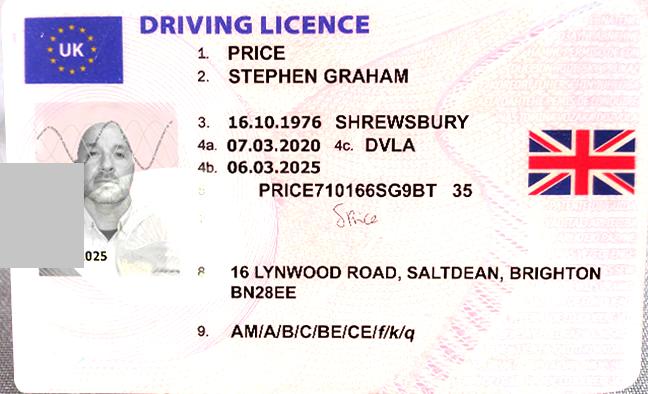 DRIVING LICENCE
UK
1. PRICE
2. STEPHEN GRAHAM
3. 16.10.1976 SHREWSBURY
4a. 07.03.2020 4c. DVLA
4b. 06.03.2025
PRICE710166SG9BT 35
SPrice
025
8 16 LYNWOOD ROAD, SALTDEAN, BRIGHTON
BN28EE
9. AM/A/B/C/BE/CE/f/k/q